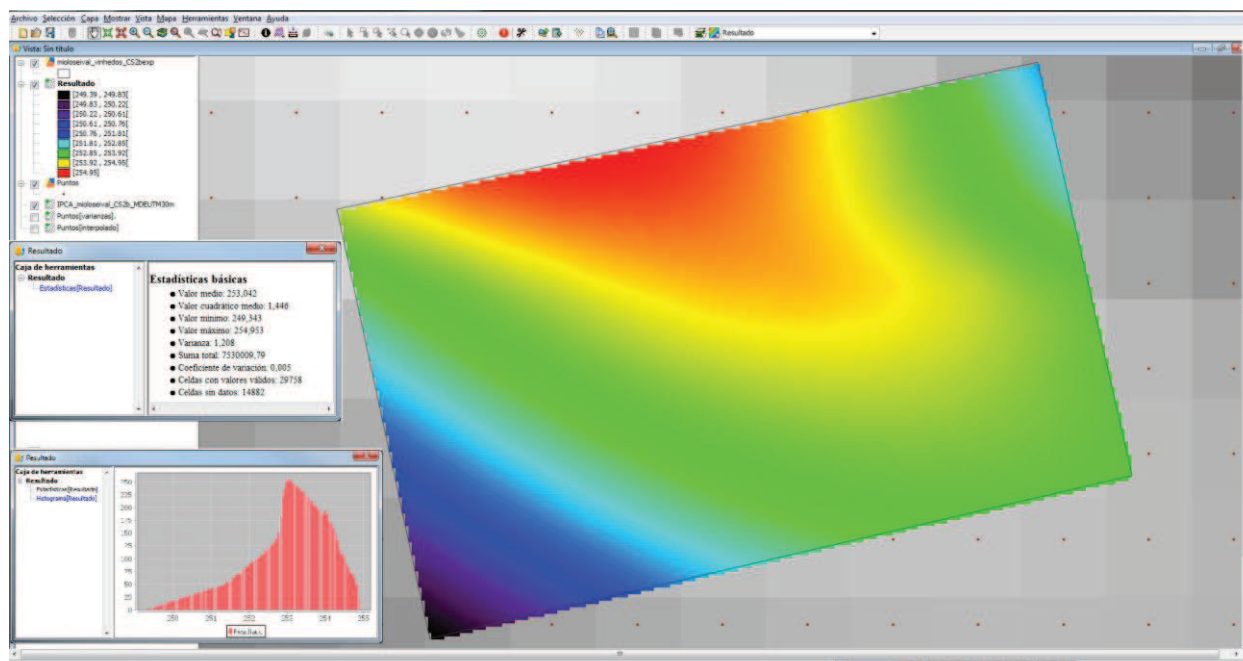 Archivo Selección Capa Mostrar Vista Mapa Herramientas Ventana Ayuda
Resultado
Vista: Sin título
mioloseival_vinhedos_CS2bexp
Resultado
[249.39 , 249.83[
[249.83 , 250.22[
[250.22 , 250.61[
[250.61 , 250.76[
[250.76 , 251.81[
[251.81 , 252.85[
[252.85 , 253.92[
[253.92 , 254.95[
[254.95[
Puntos
IPCA_mioloseival_CS2b_MDEUTM30m
Puntos[varianzas].
Puntos[interpolado]
Resultado
Caja de herramientas
Resultado
Estadísticas[Resultado]
Estadísticas básicas
● Valor medio: 253,042
● Valor cuadrático medio: 1,446
● Valor mínimo: 249,343
● Valor máximo: 254,953
● Varianza: 1,208
● Suma total: 7530009,79
● Coeficiente de variación: 0,005
● Celdas con valores válidos: 29758
● Celdas sin datos: 14882
Resultado
Caja de herramientas
Resultado
Estadísticas[Resultado]
Histograma[Resultado]
225
200
175
150
125
100
75
50
25
0
250 251 252 253 254 255